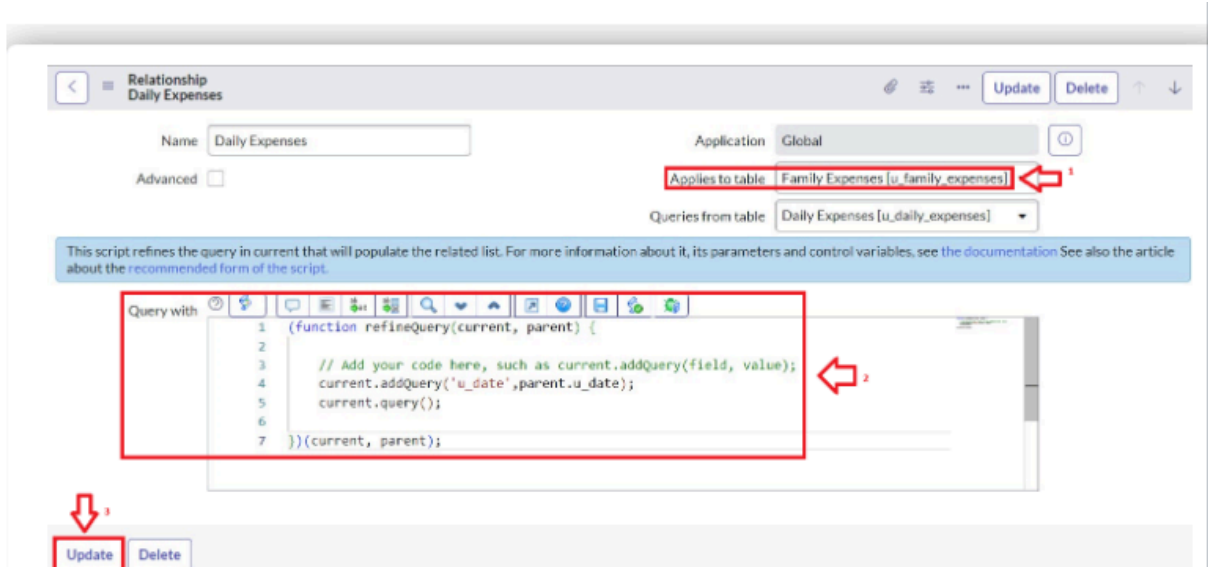 Relationship
Daily Expenses
Update Delete
Name Daily Expenses
Application Global
Advanced
Applies to table Family Expenses [u_family_expenses] 1
Queries from table Daily Expenses [u_daily_expenses]
This script refines the query in current that will populate the related list. For more information about it, its parameters and control variables, see the documentation See also the article
about the recommended form of the script.
Query with
1 (function refineQuery(current, parent) {
2
3 // Add your code here, such as current.addQuery(field, value);
4 current.addQuery('u_date',parent.u_date);
5 current.query();
6
7 })(current, parent);
2
3
Update Delete